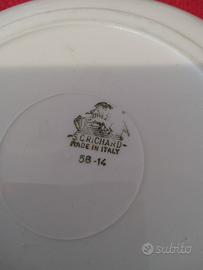 S.C.RICHARD
MADE IN ITALY
58-14
subito